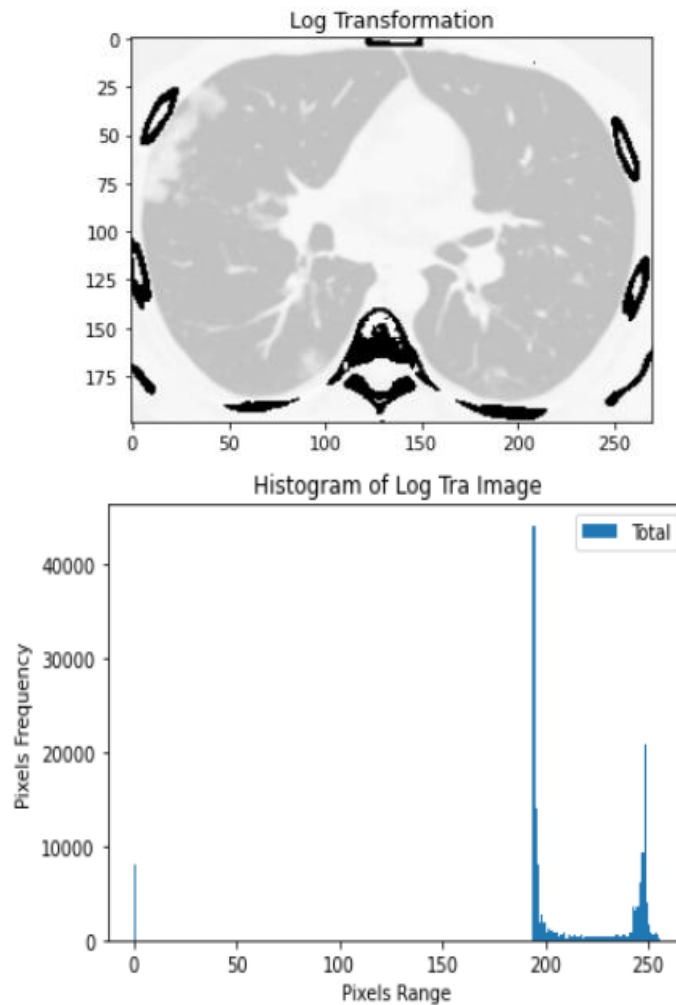 Log Transformation
0
25
50
75
100
125
150
175
0 50 100 150 200 250
Histogram of Log Tra Image
Total
40000
30000
20000
10000
0
Pixels Frequency
0 50 100 150 200 250
Pixels Range